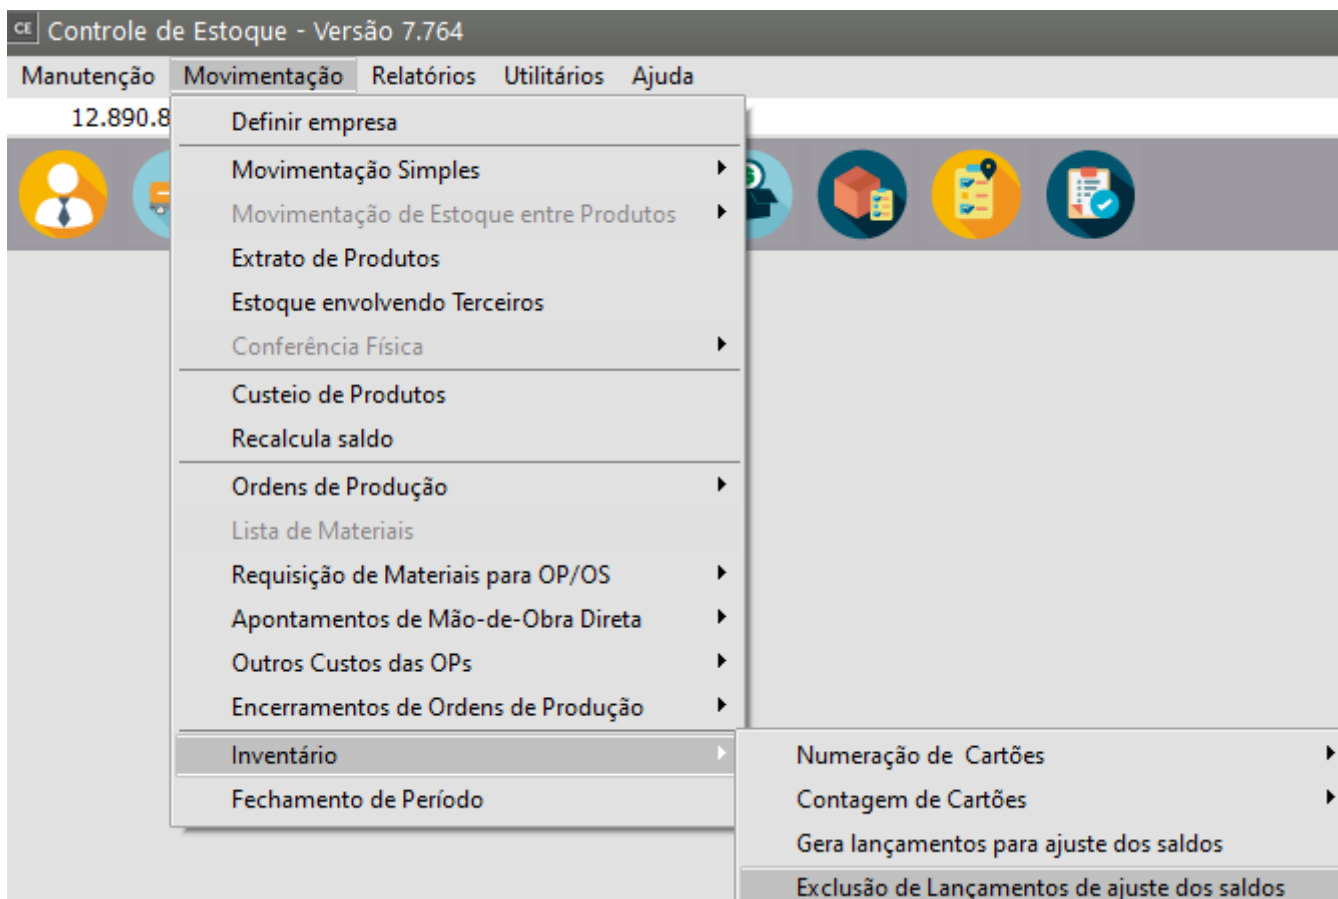 CE Controle de Estoque - Versão 7.764
Manutenção Movimentação Relatórios Utilitários Ajuda
12.890.8
Definir empresa
Movimentação Simples
Movimentação de Estoque entre Produtos
Extrato de Produtos
Estoque envolvendo Terceiros
Conferência Física
Custeio de Produtos
Recalcula saldo
Ordens de Produção
Lista de Materiais
Requisição de Materiais para OP/OS
Apontamentos de Mão-de-Obra Direta
Outros Custos das OPs
Encerramentos de Ordens de Produção
Inventário
Fechamento de Período
Numeração de Cartões
Contagem de Cartões
Gera lançamentos para ajuste dos saldos
Exclusão de Lançamentos de ajuste dos saldos